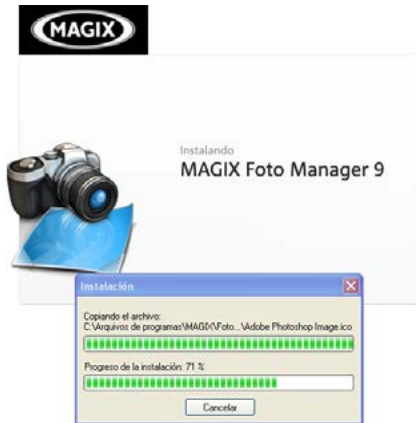 MAGIX
Instalando
MAGIX Foto Manager 9
Instalación
Copiando el archivo:
C:\Arquivos de programas\MAGIX\Foto...\Adobe Photoshop Image.ico
Progreso de la instalación: 71 %
Cancelar